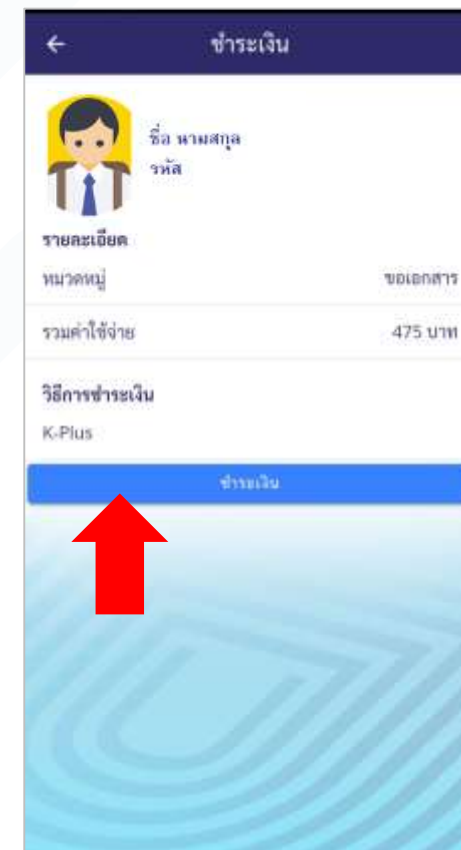 ชำระเงิน
ชื่อ นามสกุล
รหัส
รายละเอียด
หมวดหมู่ ขอเอกสาร
รวมค่าใช้จ่าย 475 บาท
วิธีการชำระเงิน
K-Plus
ชำระเงิน